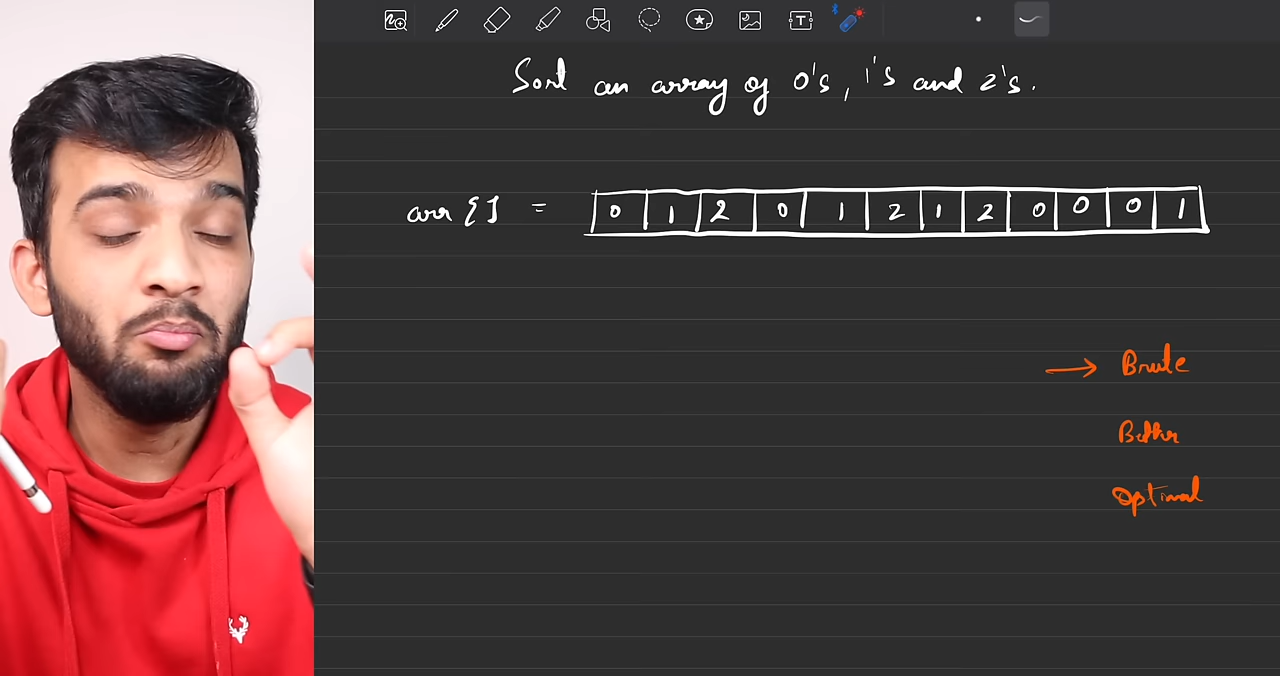 Sort an array of 0's, 1's and 2's.
arr[] = 0 1 2 0 1 2 1 2 0 0 0 1
→ Brute
Better
Optimal